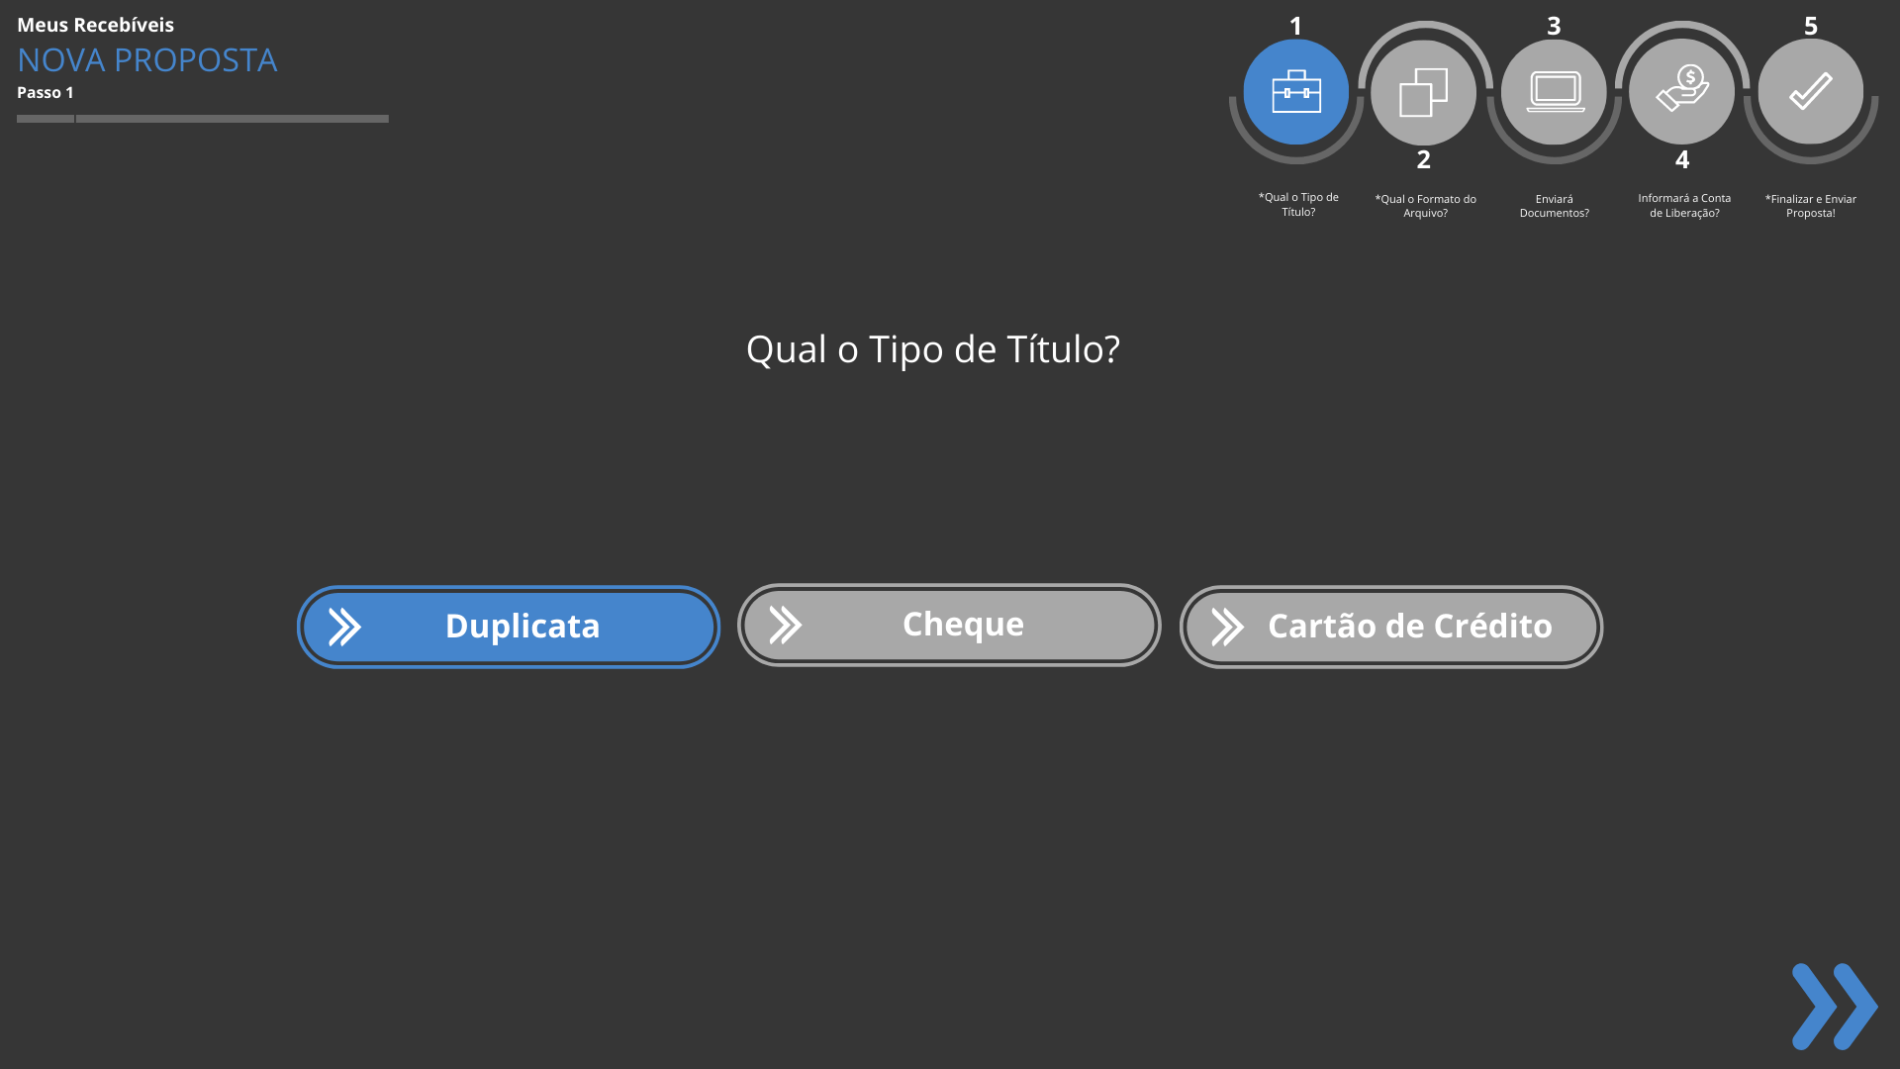 Meus Recebíveis
NOVA PROPOSTA
Passo 1
1
3
5
2
4
*Qual o Tipo de
Título?
*Qual o Formato do
Arquivo?
Enviará
Documentos?
Informará a Conta
de Liberação?
*Finalizar e Enviar
Proposta!
Qual o Tipo de Título?
Duplicata
Cheque
Cartão de Crédito